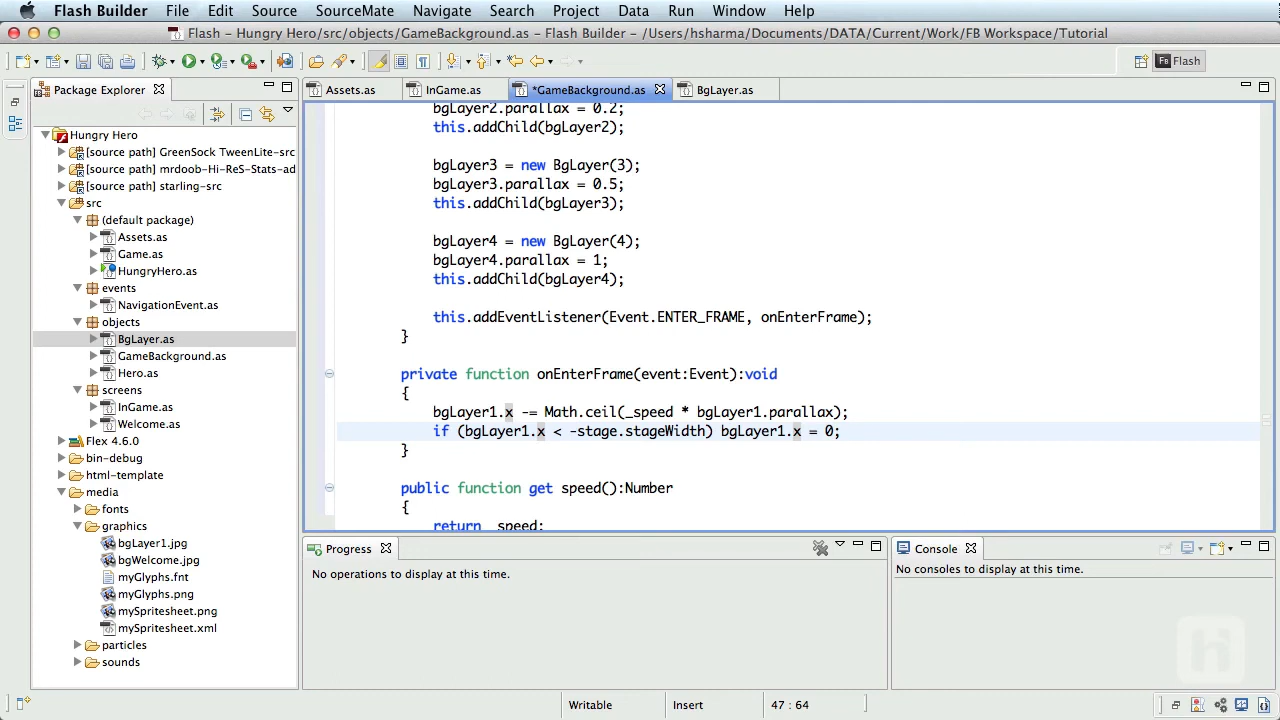 Flash Builder File Edit Source SourceMate Navigate Search Project Data Run Window Help
Flash - Hungry Hero/src/objects/GameBackground.as - Flash Builder - /Users/hsharma/Documents/DATA/Current/Work/FB Workspace/Tutorial
Flash
Package Explorer
Assets.as InGame.as *GameBackground.as BgLayer.as
Hungry Hero
[source path] GreenSock TweenLite-src
[source path] mrdoob-Hi-ReS-Stats-ad
[source path] starling-src
src
(default package)
Assets.as
Game.as
HungryHero.as
events
NavigationEvent.as
objects
BgLayer.as
GameBackground.as
Hero.as
screens
InGame.as
Welcome.as
Flex 4.6.0
bin-debug
html-template
media
fonts
graphics
bgLayer1.jpg
bgWelcome.jpg
myGlyphs.fnt
myGlyphs.png
mySpritesheet.png
mySpritesheet.xml
particles
sounds
bgLayer2.parallax = 0.2;
this.addChild(bgLayer2);
bgLayer3 = new BgLayer(3);
bgLayer3.parallax = 0.5;
this.addChild(bgLayer3);
bgLayer4 = new BgLayer(4);
bgLayer4.parallax = 1;
this.addChild(bgLayer4);
this.addEventListener(Event.ENTER_FRAME, onEnterFrame);
}
private function onEnterFrame(event:Event):void
{
bgLayer1.x -= Math.ceil(_speed * bgLayer1.parallax);
if (bgLayer1.x < -stage.stageWidth) bgLayer1.x = 0;
}
public function get speed():Number
{
return _speed;
Progress
No operations to display at this time.
Console
No consoles to display at this time.
Writable Insert 47 : 64